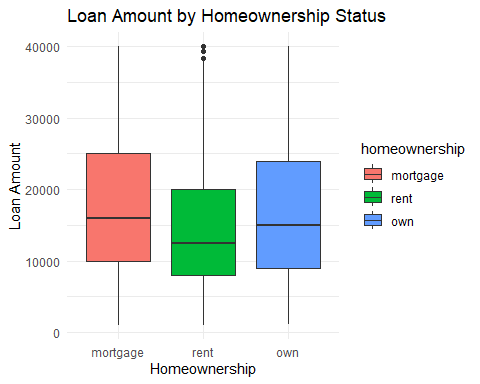 Loan Amount by Homeownership Status
Loan Amount
40000
30000
20000
10000
0
mortgage rent own
Homeownership
homeownership
mortgage
rent
own